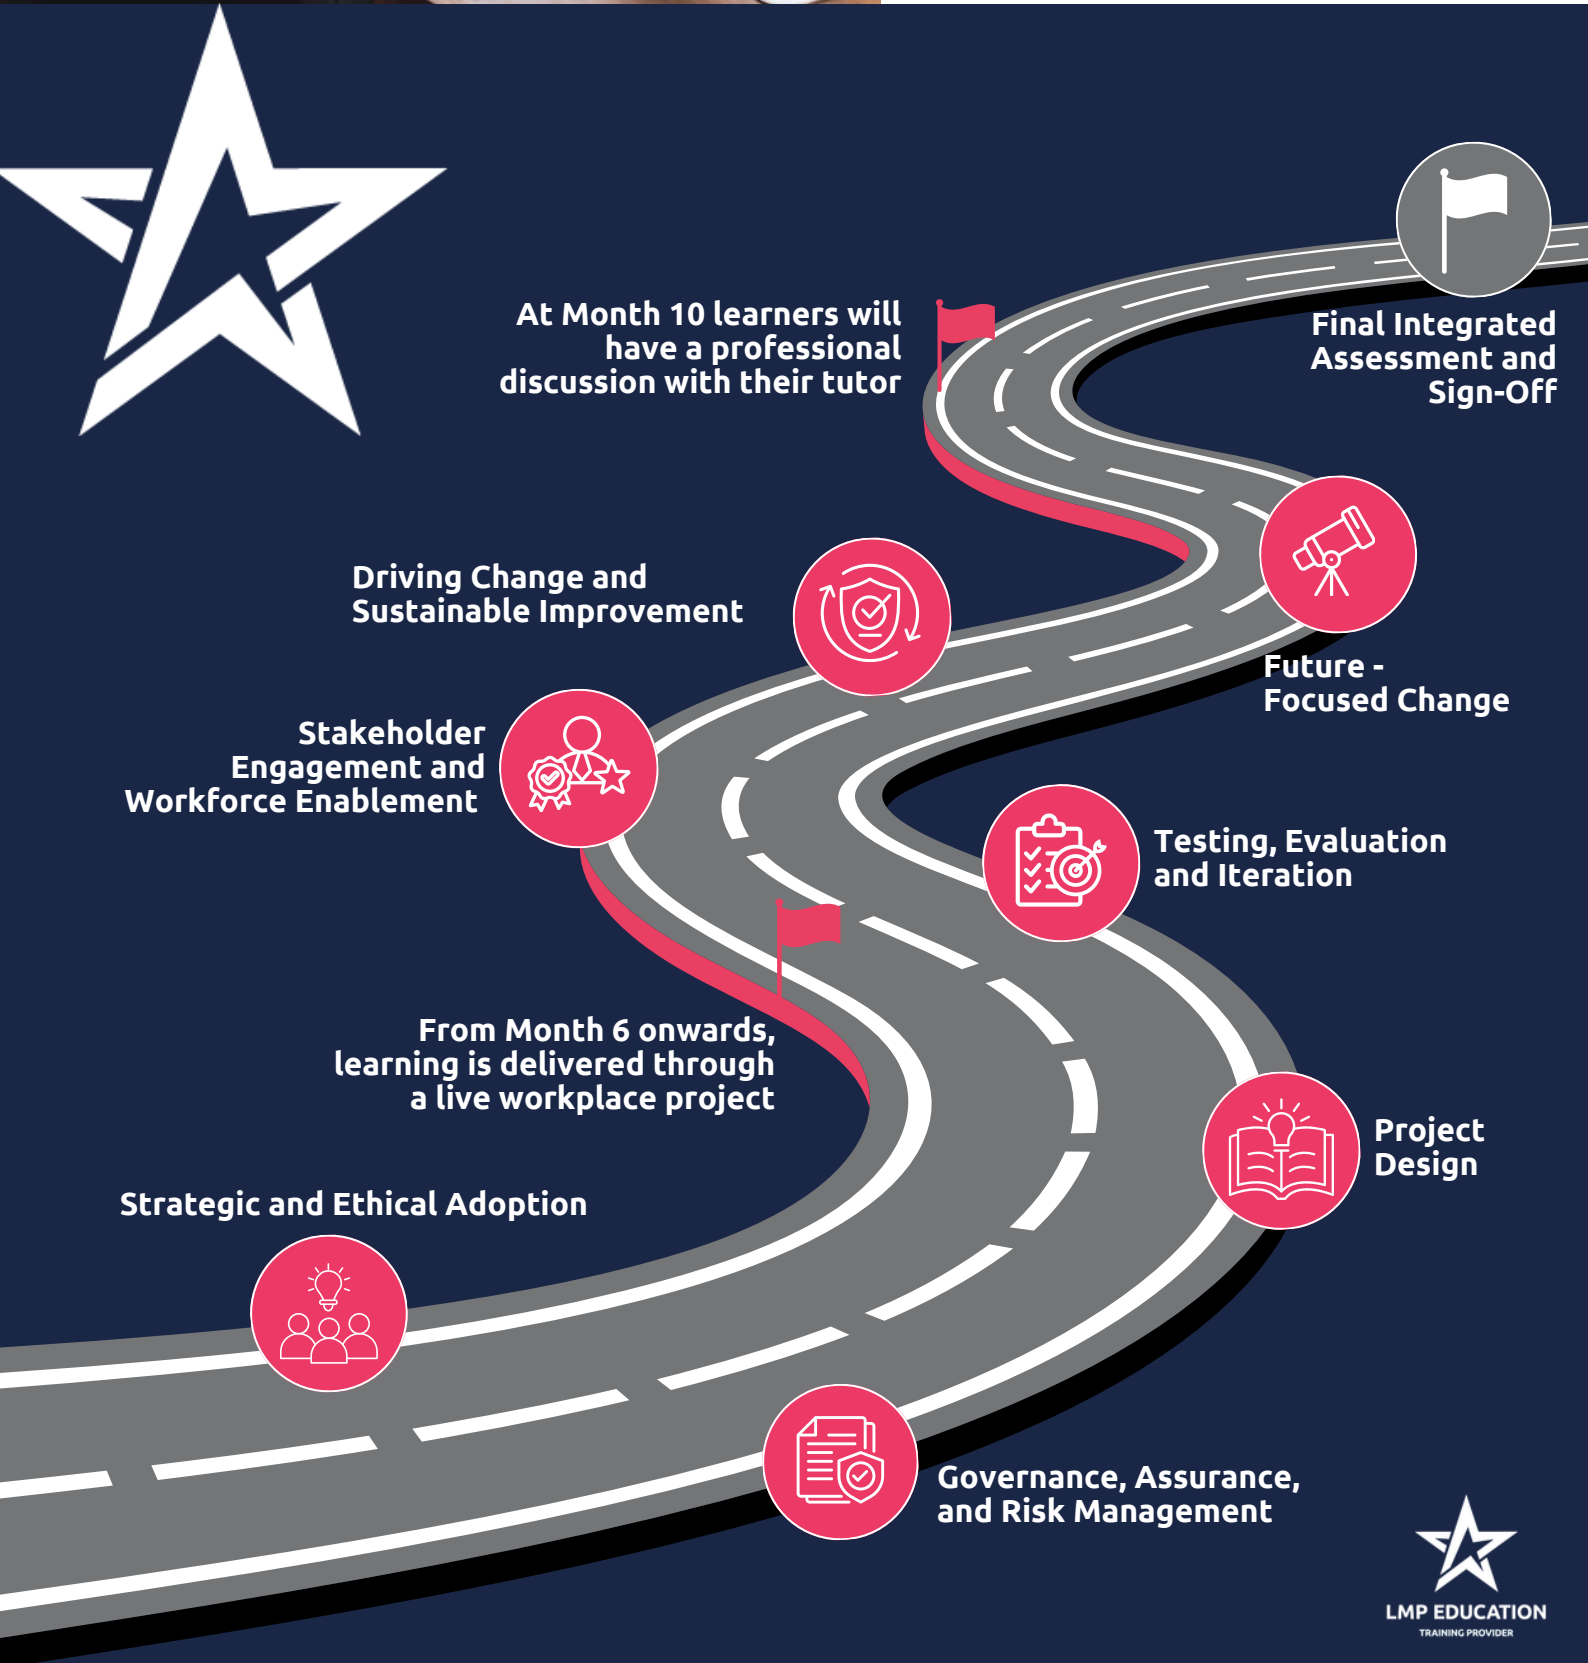 At Month 10 learners will
have a professional
discussion with their tutor
Final Integrated
Assessment and
Sign-Off
Driving Change and
Sustainable Improvement
Future -
Focused Change
Stakeholder
Engagement and
Workforce Enablement
Testing, Evaluation
and Iteration
From Month 6 onwards,
learning is delivered through
a live workplace project
Project
Design
Strategic and Ethical Adoption
Governance, Assurance,
and Risk Management
LMP EDUCATION
TRAINING PROVIDER